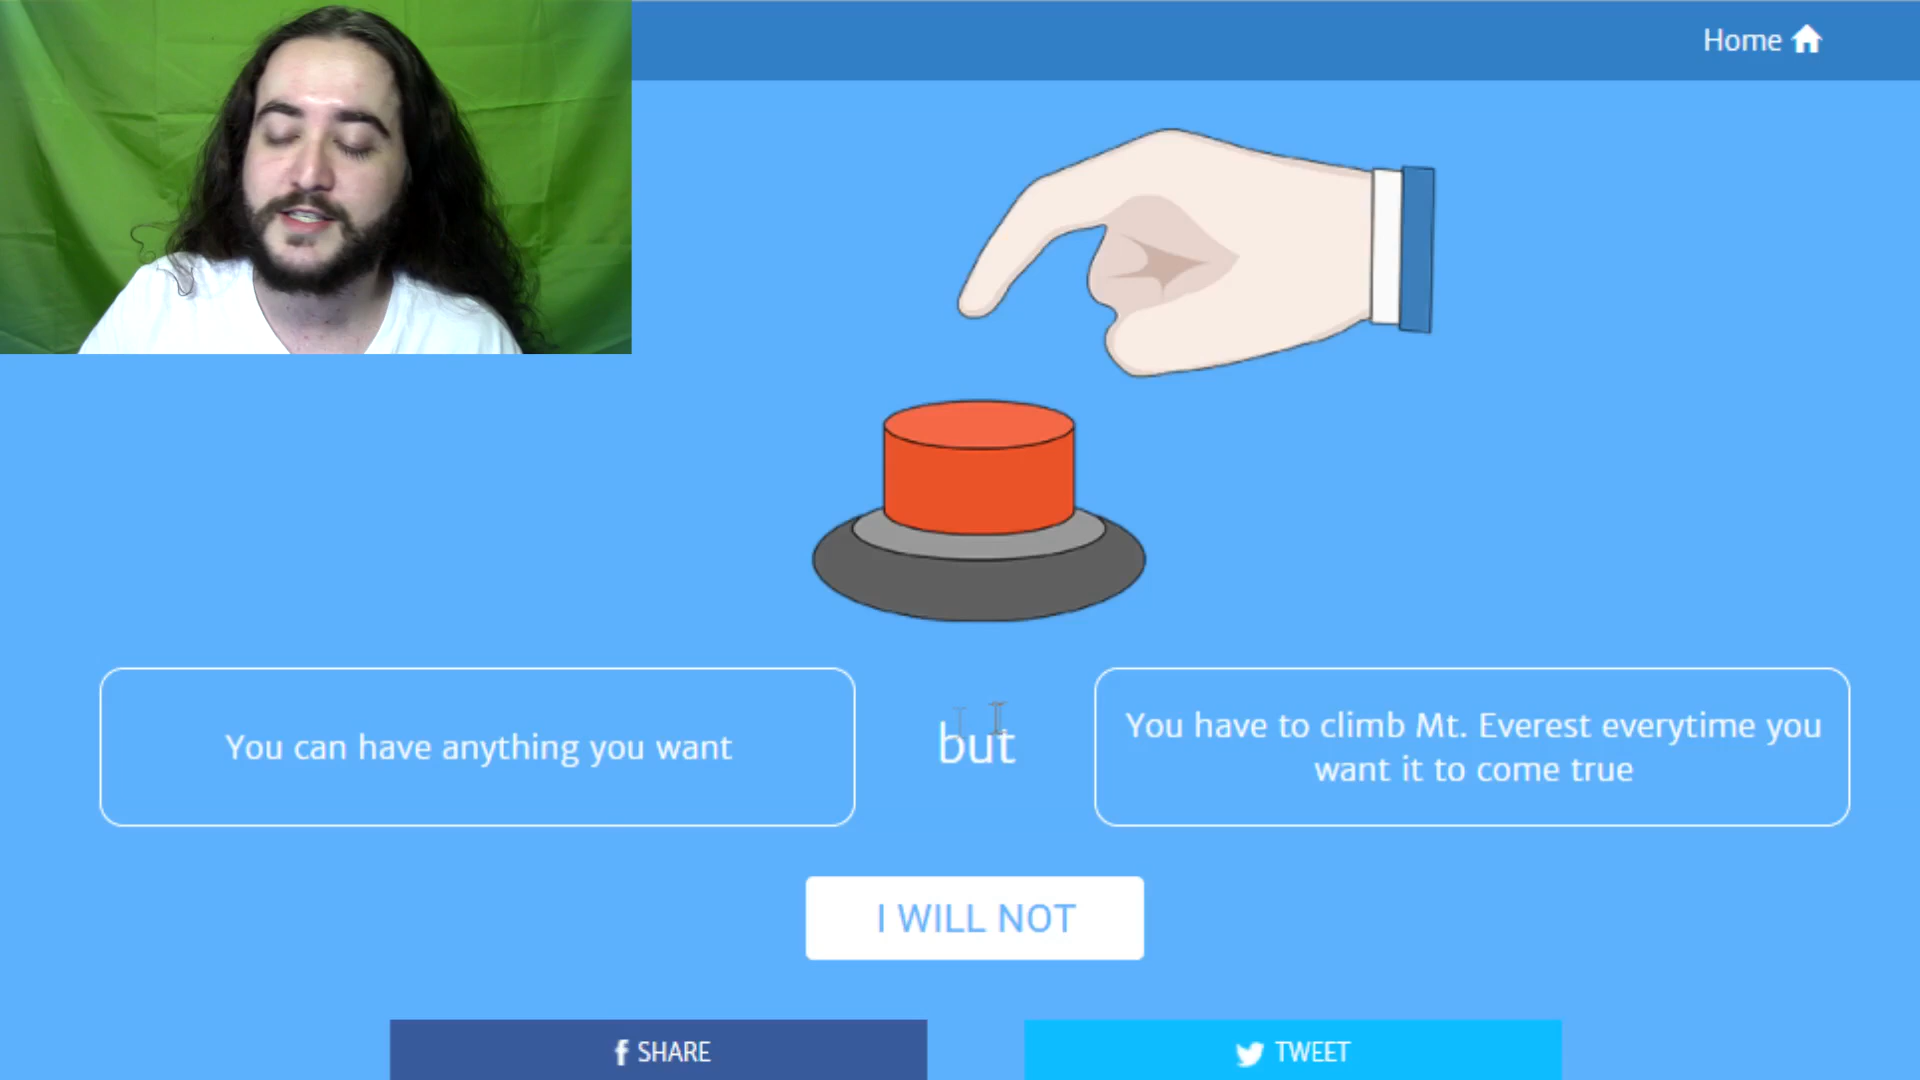 Home
You can have anything you want
but
You have to climb Mt. Everest everytime you
want it to come true
I WILL NOT
SHARE
TWEET